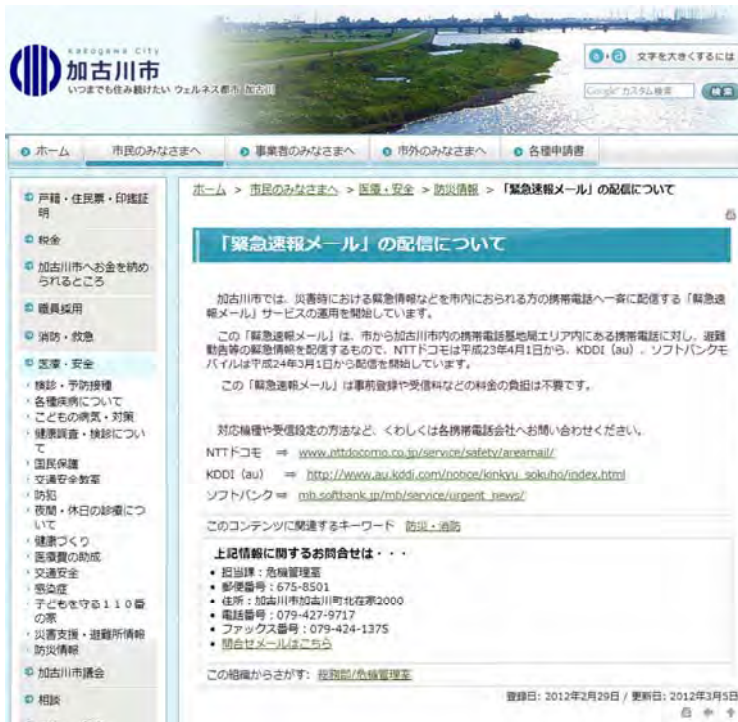 Kakogawa City
加古川市
いつまでも住み続けたい ウェルネス都市 加古川
文字を大きくするには
Google カスタム検索
検索
ホーム
市民のみなさまへ
事業者のみなさまへ
市外のみなさまへ
各種申請書
戸籍・住民票・印鑑証
明
税金
加古川市へお金を納め
られるところ
職員採用
消防・救急
医療・安全
検診・予防接種
各種疾病について
こどもの病気・対策
健康調査・検診につい
て
国民保護
交通安全教室
防犯
夜間・休日の診療につ
いて
健康づくり
医療費の助成
交通安全
感染症
子どもを守る110番
の家
災害支援・避難所情報
防災情報
加古川市議会
相談
ホーム > 市民のみなさまへ > 医療・安全 > 防災情報 > 「緊急速報メール」の配信について
「緊急速報メール」の配信について
加古川市では、災害時における緊急情報などを市内におられる方の携帯電話へ一斉に配信する「緊急速
報メール」サービスの運用を開始しています。
この「緊急速報メール」は、市から加古川市内の携帯電話基地局エリア内にある携帯電話に対し、避難
勧告等の緊急情報を配信するもので、NTTドコモは平成23年4月1日から、KDDI（au）、ソフトバンクモ
バイルは平成24年3月1日から配信を開始しています。
この「緊急速報メール」は事前登録や受信料などの料金の負担は不要です。
対応機種や受信設定の方法など、くわしくは各携帯電話会社へお問い合わせください。
NTTドコモ ⇒ www.nttdocomo.co.jp/service/safety/areamail/
KDDI（au） ⇒ http://www.au.kddi.com/notice/kinkyu_sokuho/index.html
ソフトバンク⇒ mb.softbank.jp/mb/service/urgent_news/
このコンテンツに関連するキーワード 防災・消防
上記情報に関するお問合せは・・・
担当課：危機管理室
郵便番号：675-8501
住所：加古川市加古川町北在家2000
電話番号：079-427-9717
ファックス番号：079-424-1375
問合せメールはこちら
この組織からさがす: 総務部/危機管理室
登録日: 2012年2月29日 / 更新日: 2012年3月5日